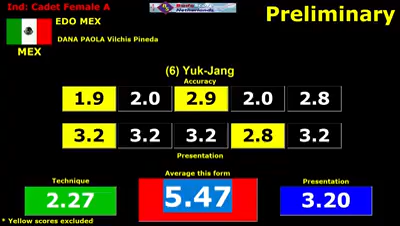 Ind: Cadet Female A
Preliminary
EDO MEX
DANA PAOLA Vilchis Pineda
MEX
(6) Yuk-Jang
Accuracy
1.9 2.0 2.9 2.0 2.8
3.2 3.2 3.2 2.8 3.2
Presentation
Technique
Average this form
Presentation
2.27
5.47
3.20
* Yellow scores excluded